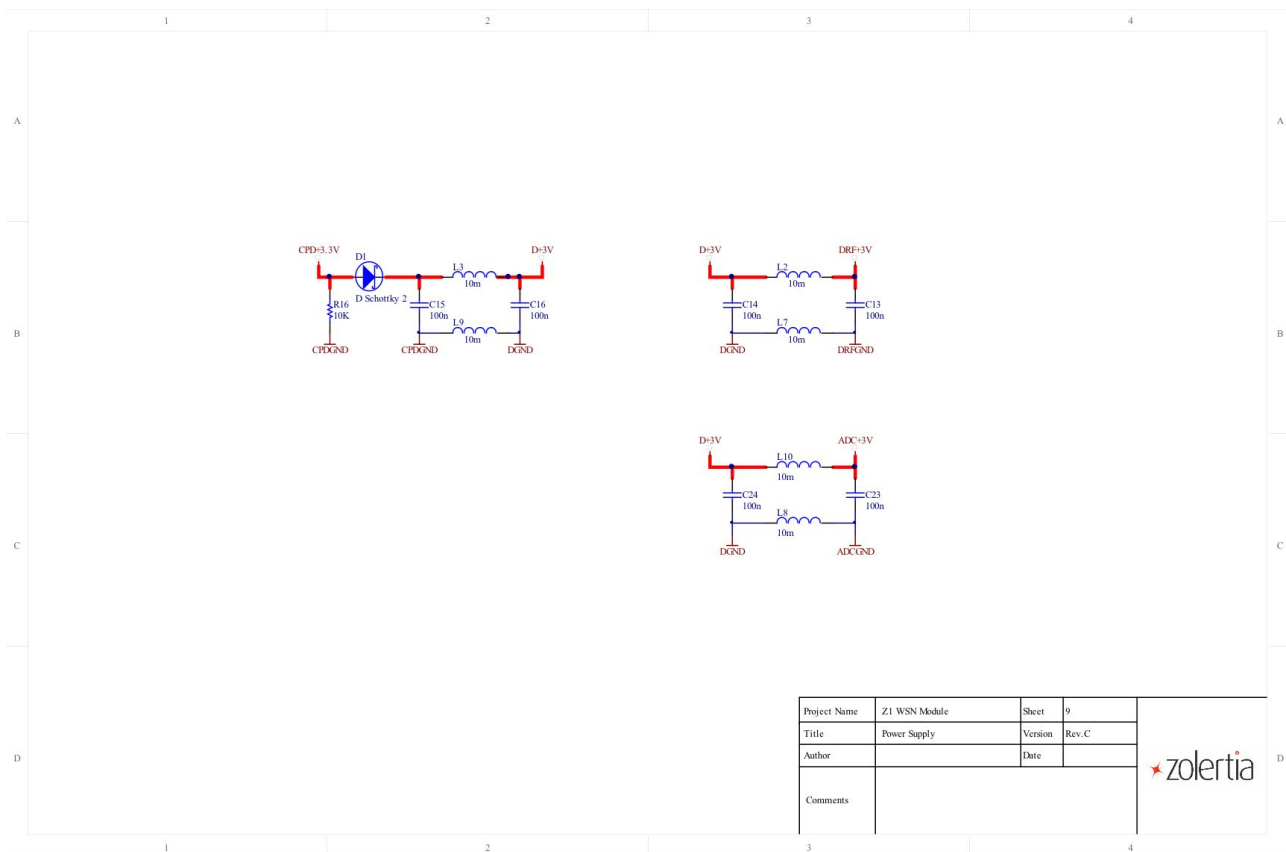 1 2 3 4
A A
CPD+3.3V D+3V D+3V DRF+3V
D1
L3 L2
10m 10m
D Schottky 2
R16 C15 C16 C14 C13
10K 100n 100n 100n 100n
L9 L7
10m 10m
B B
CPDGND CPDGND DGND DGND DRFGND
D+3V ADC+3V
L10
10m
C24 C23
100n 100n
L8
10m
C C
DGND ADCGND
Project Name Z1 WSN Module Sheet 9
Title Power Supply Version Rev.C
Author Date
D D
zolertia
Comments
1 2 3 4